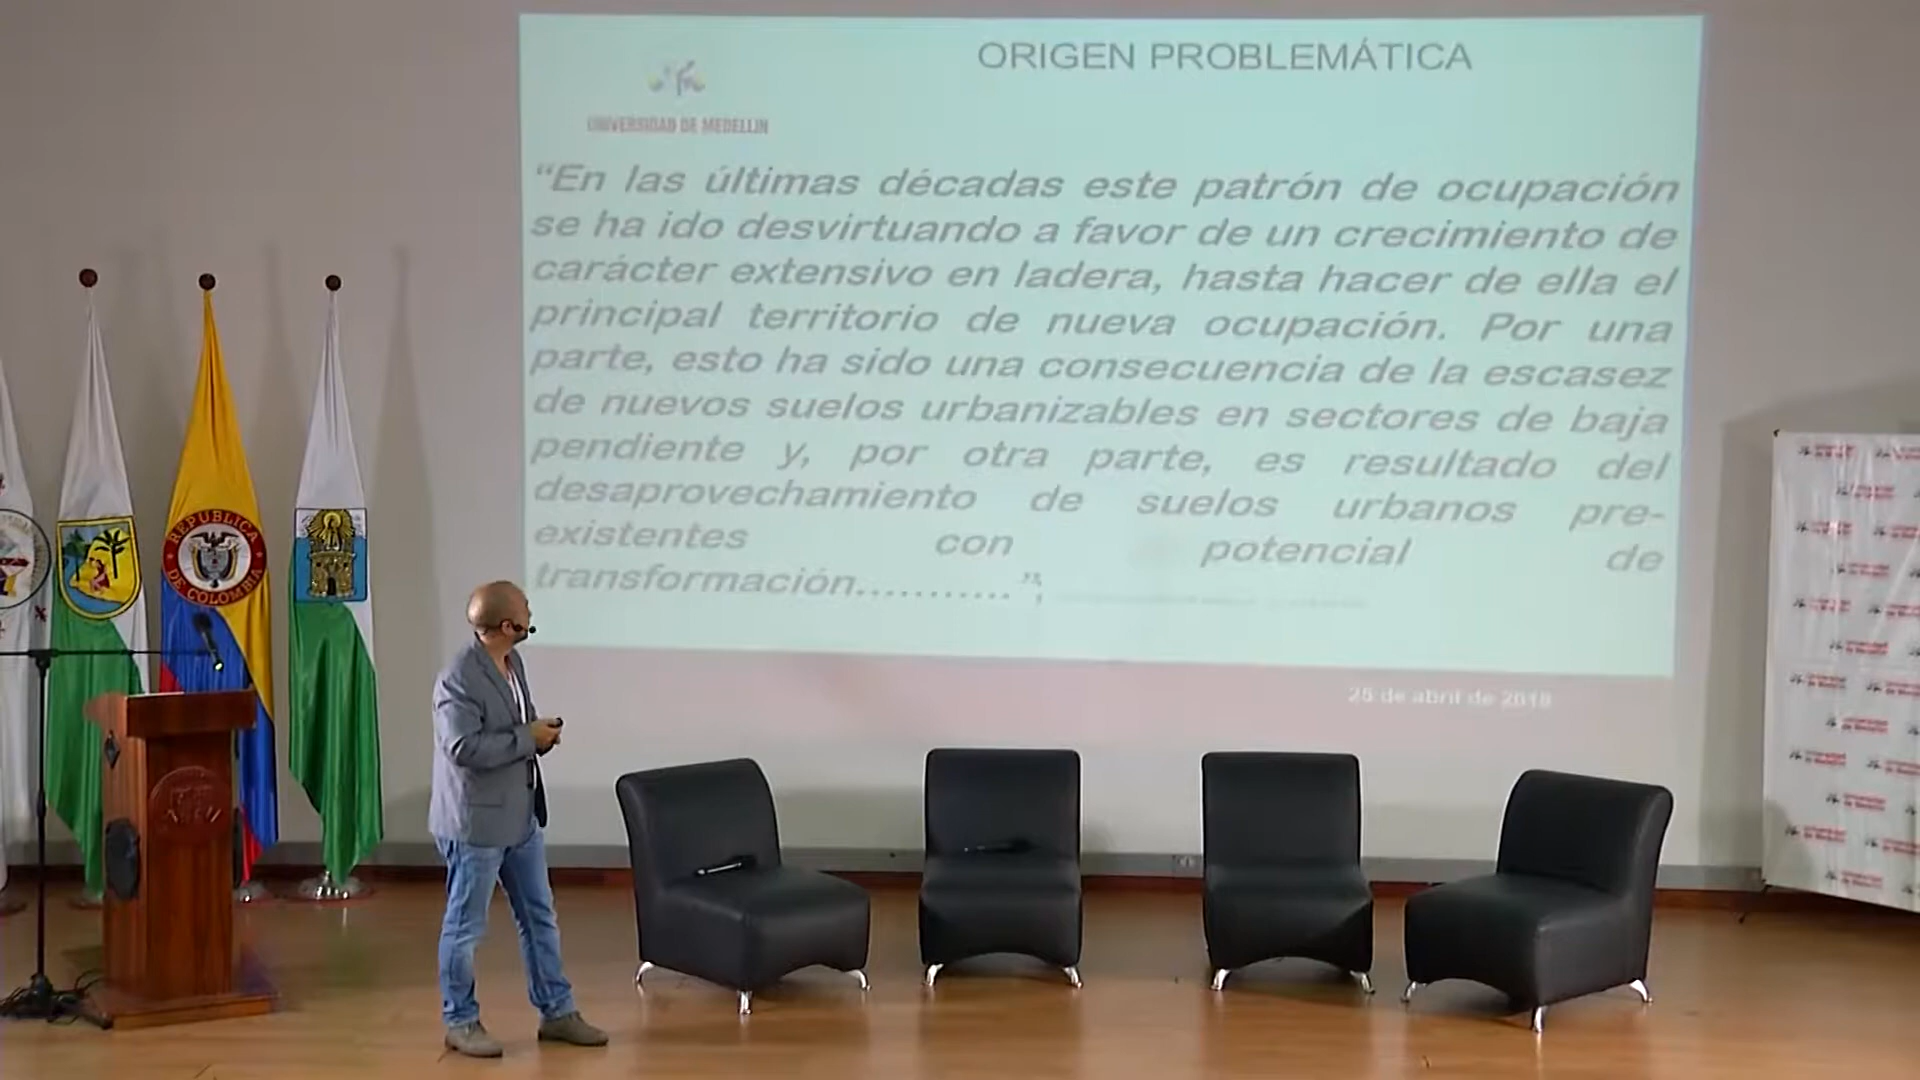 ORIGEN PROBLEMÁTICA
UNIVERSIDAD DE MEDELLIN
“En las últimas décadas este patrón de ocupación
se ha ido desvirtuando a favor de un crecimiento de
carácter extensivo en ladera, hasta hacer de ella el
principal territorio de nueva ocupación. Por una
parte, esto ha sido una consecuencia de la escasez
de nuevos suelos urbanizables en sectores de baja
pendiente y, por otra parte, es resultado del
desaprovechamiento de suelos urbanos pre-
existentes con potencial de
transformación...........”;
de abril de 2018
REPUBLICA
DE COLOMBIA
Universidad
de Medellín